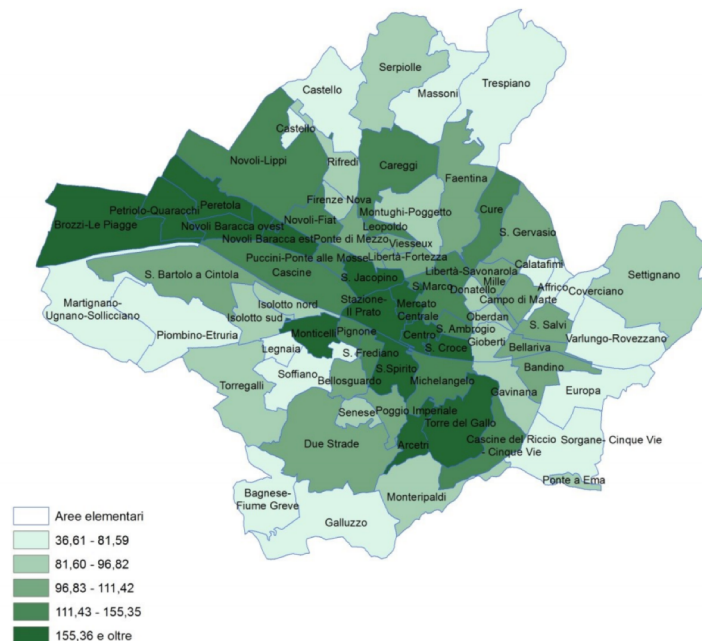 Serpiolle
Trespiano
Castello
Massoni
Castello
Rifredi
Careggi
Novoli-Lippi
Faentina
Firenze Nova
Cure
Peretola
Petriolo-Quaracchi
Montughi-Poggetto
Brozzi-Le Piagge
Novoli-Fiat
Leopoldo
S. Gervasio
Novoli Baracca ovest
Novoli Baracca est
Ponte di Mezzo
Viesseux
Puccini-Ponte alle Mosse
Libertà-Fortezza
Calatafimi
Settignano
S. Bartolo a Cintola
Cascine
S. Jacopino
Libertà-Savonarola
Mille
Affrico
Coverciano
S.Marco
Donatello
Martignano-
Ugnano-Sollicciano
Isolotto nord
Stazione-
Il Prato
Mercato
Centrale
Campo di Marte
Isolotto sud
Oberdan
S. Salvi
Piombino-Etruria
Monticelli
Pignone
Centro
S. Ambrogio
Gioberti
Varlungo-Rovezzano
Legnaia
S. Frediano
S. Croce
Bellariva
Soffiano
S.Spirito
Bandino
Torregalli
Bellosguardo
Michelangelo
Gavinana
Europa
Senese
Poggio Imperiale
Torre del Gallo
Due Strade
Arcetri
Cascine del Riccio
- Cinque Vie
Sorgane- Cinque Vie
Ponte a Ema
Bagnese-
Fiume Greve
Monteripaldi
Galluzzo
Aree elementari
36,61 - 81,59
81,60 - 96,82
96,83 - 111,42
111,43 - 155,35
155,36 e oltre